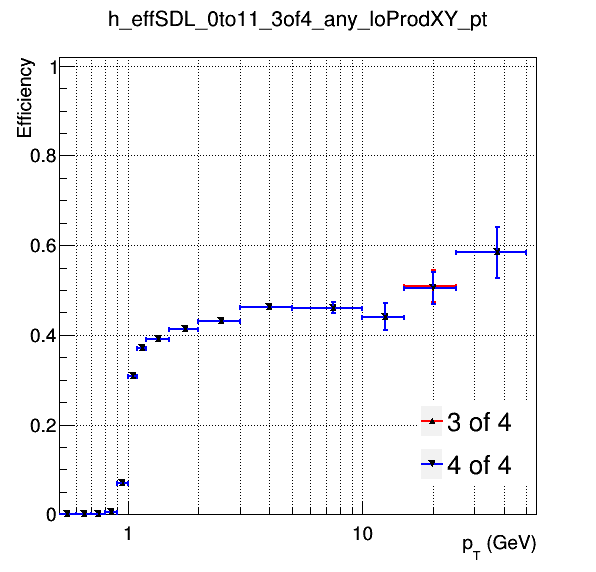 h_effSDL_0to11_3of4_any_loProdXY_pt
Efficiency
1
0.8
0.6
0.4
0.2
0
3 of 4
4 of 4
1
10
p_T (GeV)